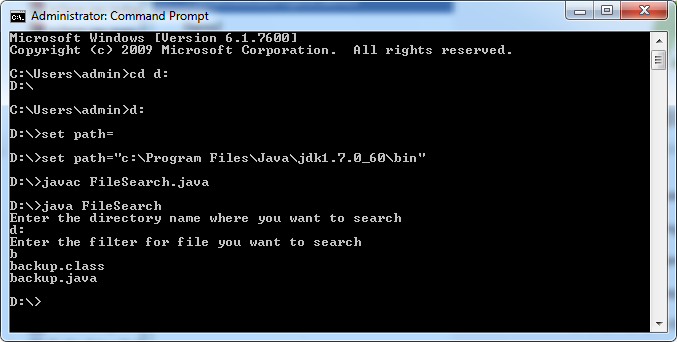 Administrator: Command Prompt
Microsoft Windows [Version 6.1.7600]
Copyright (c) 2009 Microsoft Corporation.  All rights reserved.
C:\Users\admin>cd d:
D:\
C:\Users\admin>d:
D:\>set path=
D:\>set path="c:\Program Files\Java\jdk1.7.0_60\bin"
D:\>javac FileSearch.java
D:\>java FileSearch
Enter the directory name where you want to search
d:
Enter the filter for file you want to search
b
backup.class
backup.java
D:\>